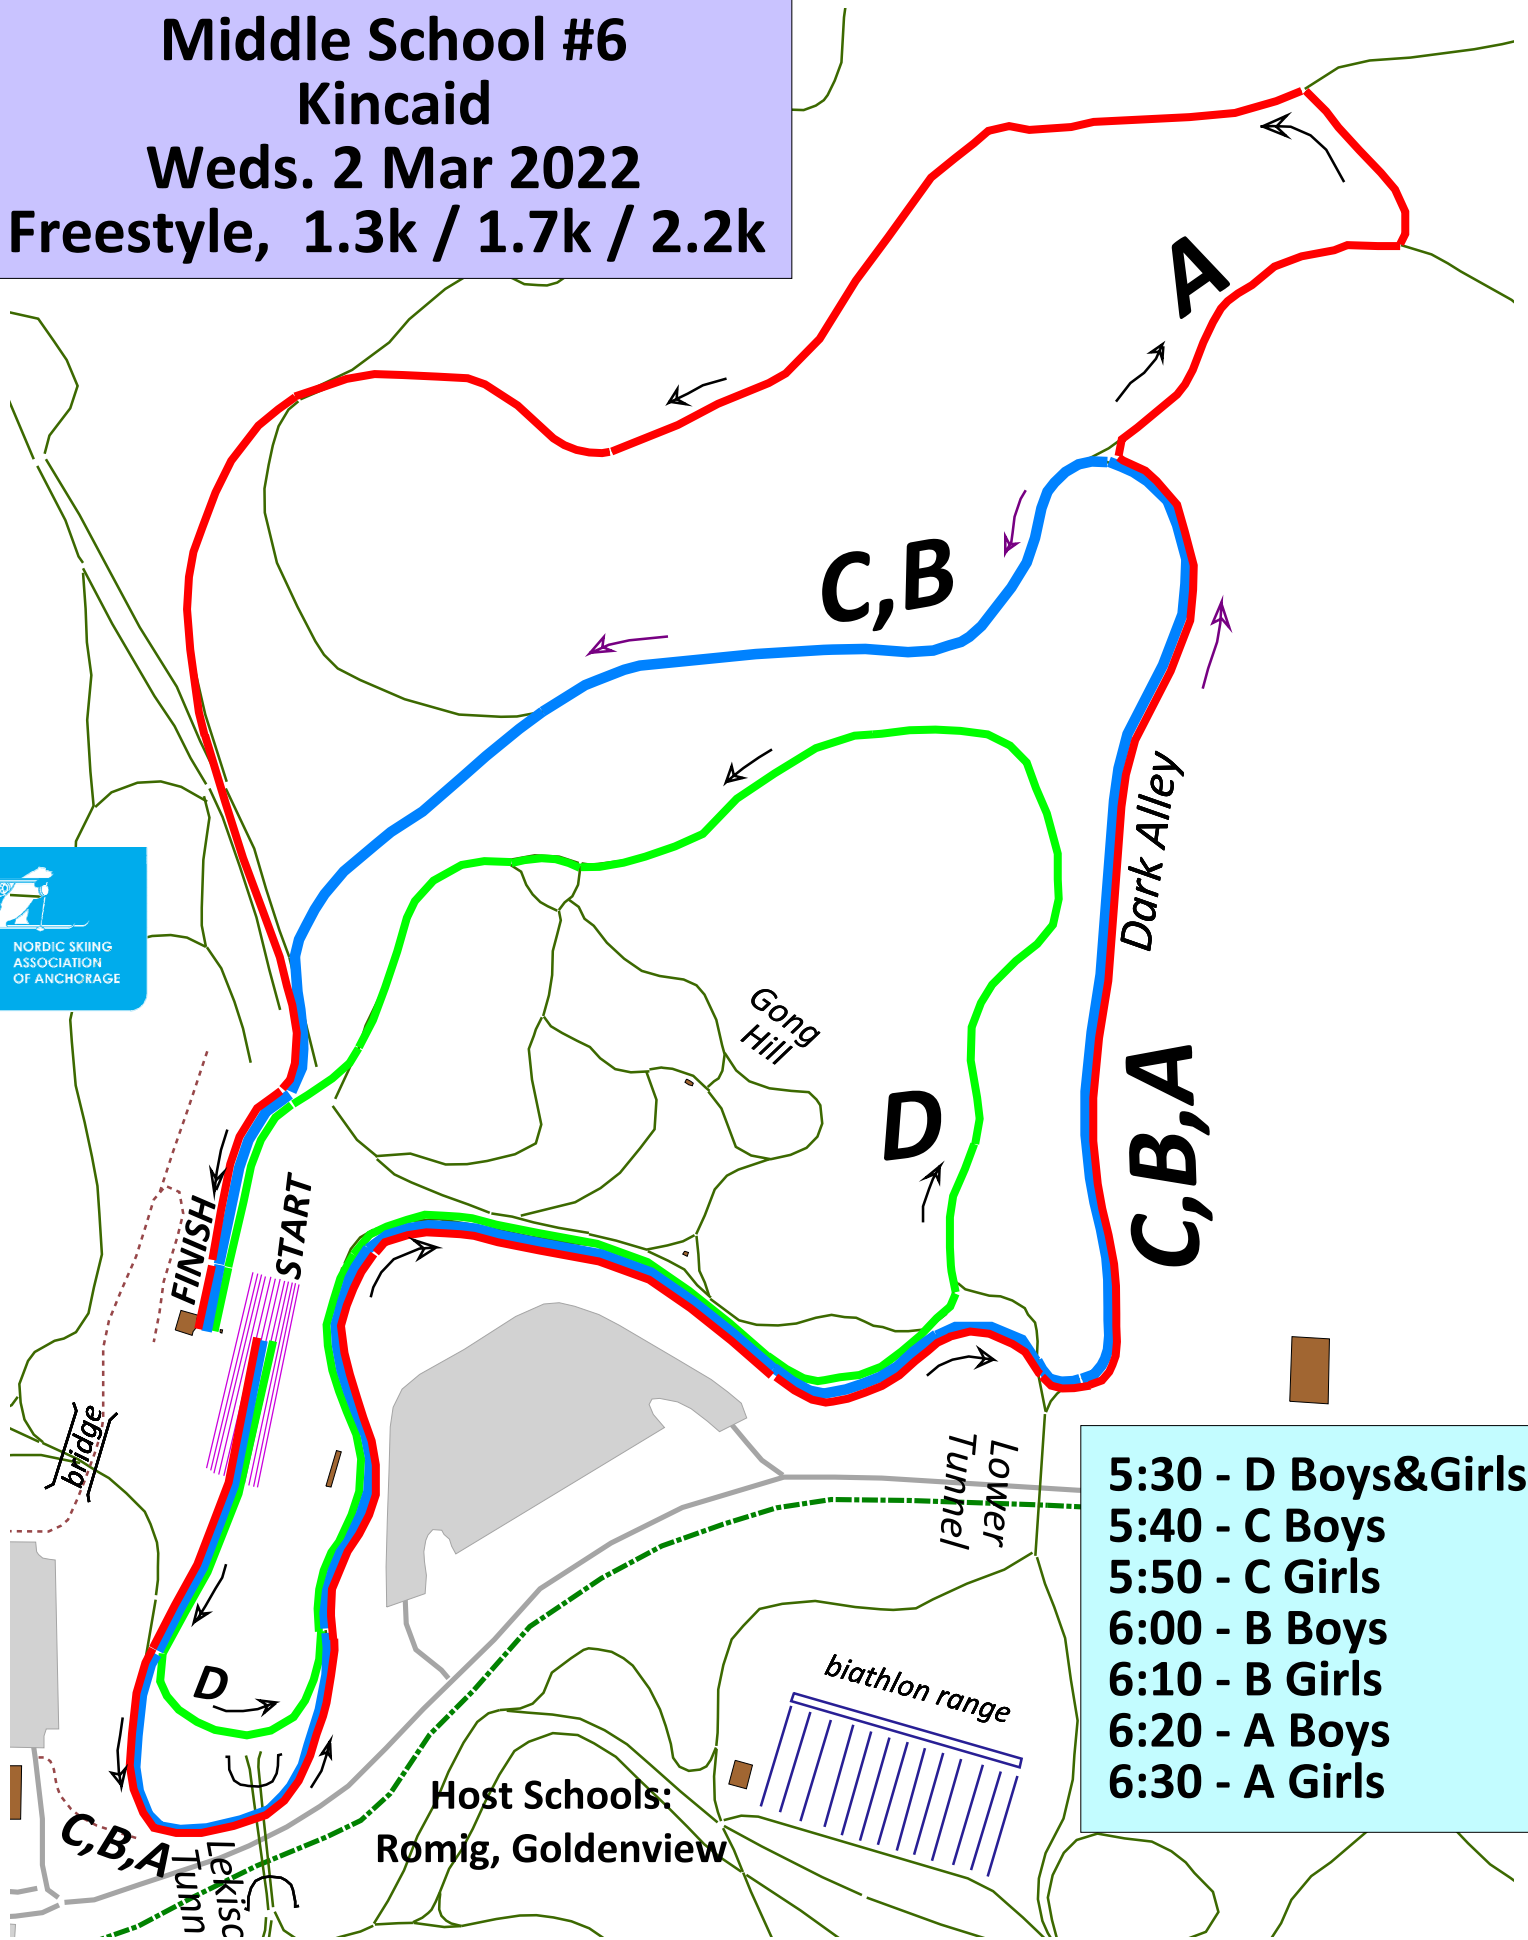 Middle School #6
Kincaid
Weds. 2 Mar 2022
Freestyle, 1.3k / 1.7k / 2.2k
A
C,B
Dark Alley
NORDIC SKIING
ASSOCIATION
OF ANCHORAGE
Gong
Hill
D
C,B,A
FINISH
START
bridge
Lower
Tunnel
5:30 - D Boys&Girls
5:40 - C Boys
5:50 - C Girls
6:00 - B Boys
6:10 - B Girls
6:20 - A Boys
6:30 - A Girls
D
biathlon range
Host Schools:
Romig, Goldenview
C,B,A
Lekisc
Tunn